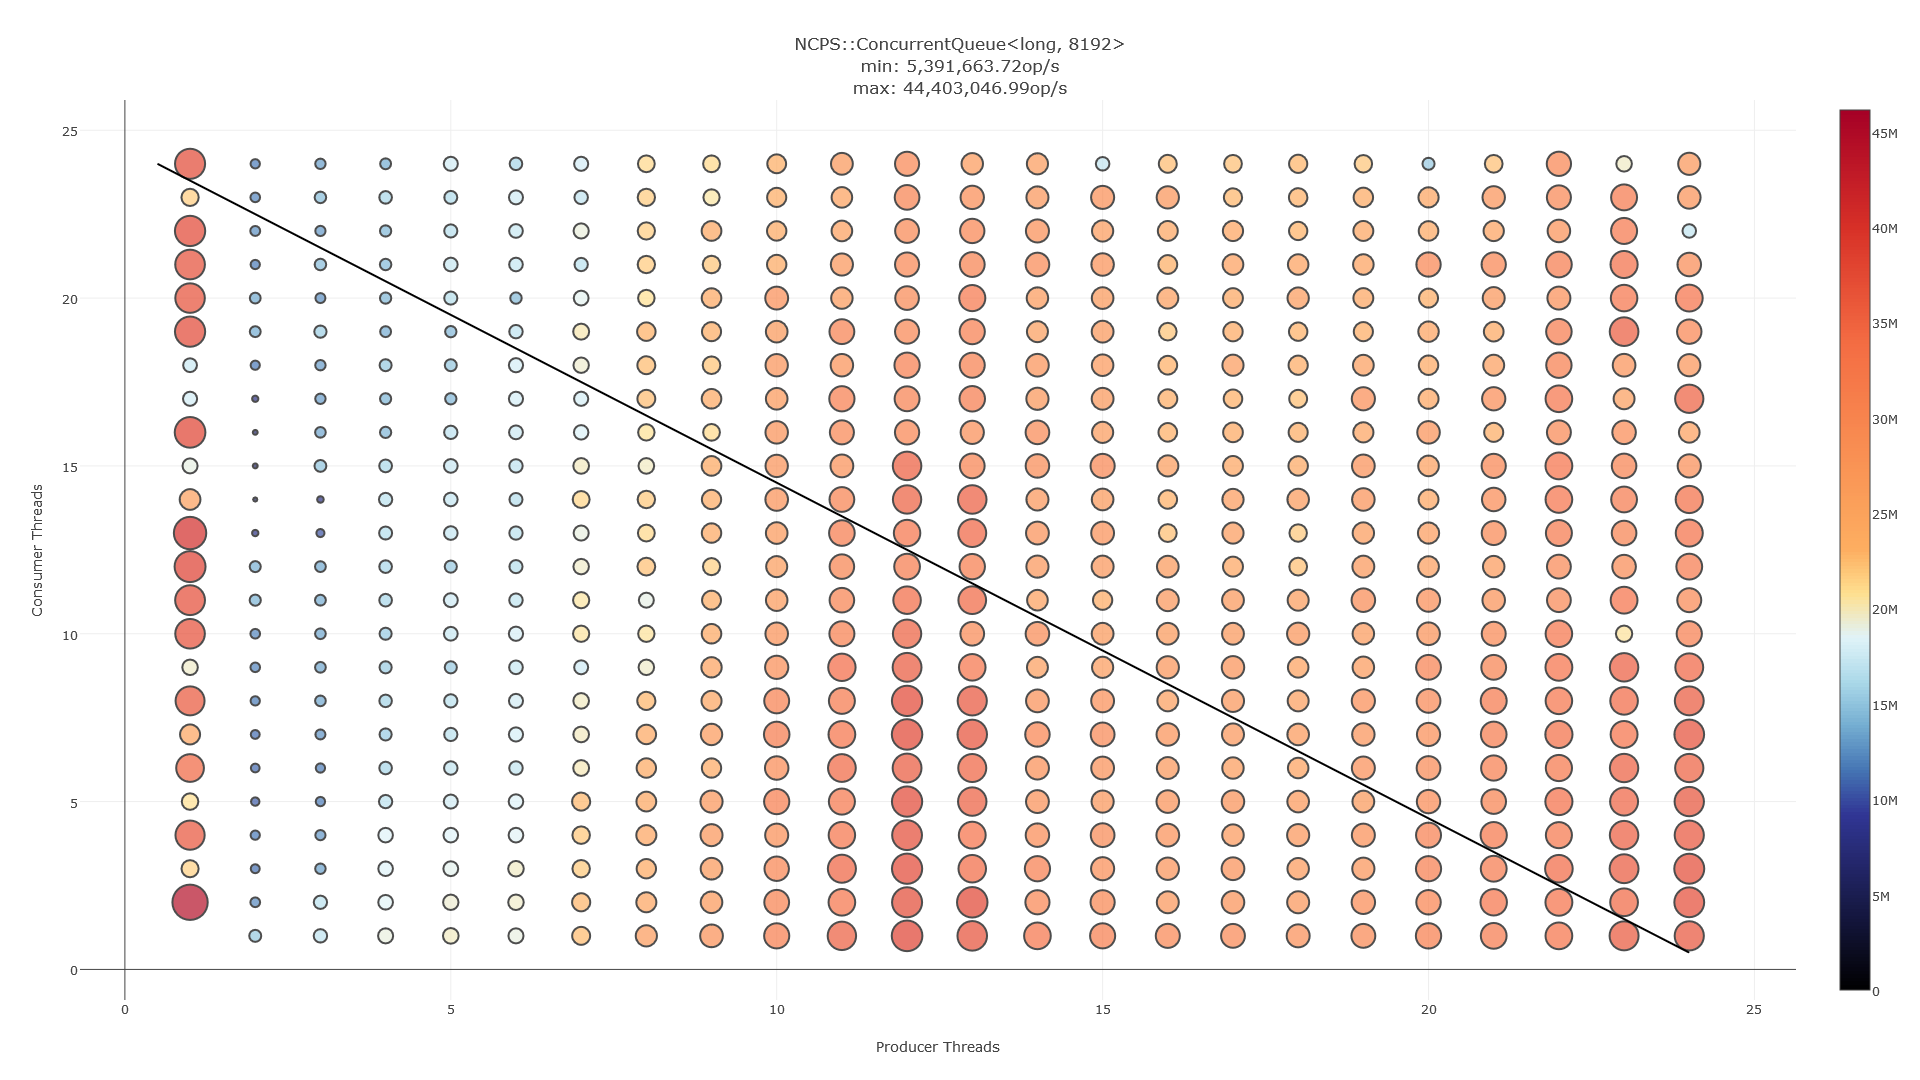 NCPS::ConcurrentQueue<long, 8192>
min: 5,391,663.72op/s
max: 44,403,046.99op/s
25
20
15
10
5
0
Consumer Threads
0
5
10
15
20
25
Producer Threads
45M
40M
35M
30M
25M
20M
15M
10M
5M
0